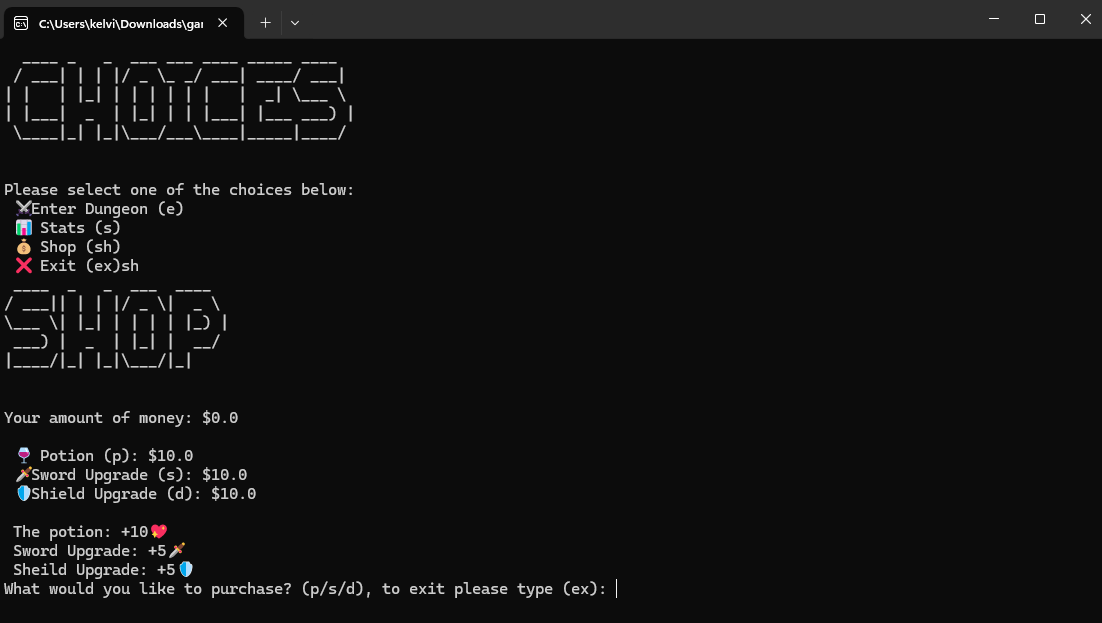 C:\Users\kelvi\Downloads\gar
CHOICES
Please select one of the choices below:
⚔Enter Dungeon (e)
📊 Stats (s)
💰 Shop (sh)
❌ Exit (ex)sh
SHOP
Your amount of money: $0.0
🍷 Potion (p): $10.0
🗡Sword Upgrade (s): $10.0
🛡Shield Upgrade (d): $10.0
The potion: +10💖
Sword Upgrade: +5🗡
Sheild Upgrade: +5🛡
What would you like to purchase? (p/s/d), to exit please type (ex):